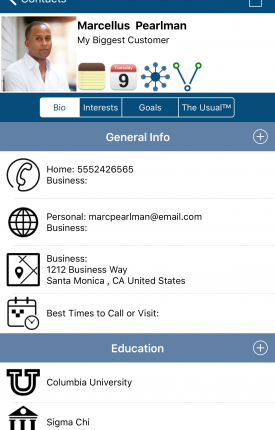 Contacts
Marcellus Pearlman
My Biggest Customer
Tuesday
9
Bio
Interests
Goals
The Usual™
General Info
Home: 5552426565
Business:
Personal: marcpearlman@email.com
Business:
Business:
1212 Business Way
Santa Monica , CA United States
Best Times to Call or Visit:
Education
Columbia University
Sigma Chi